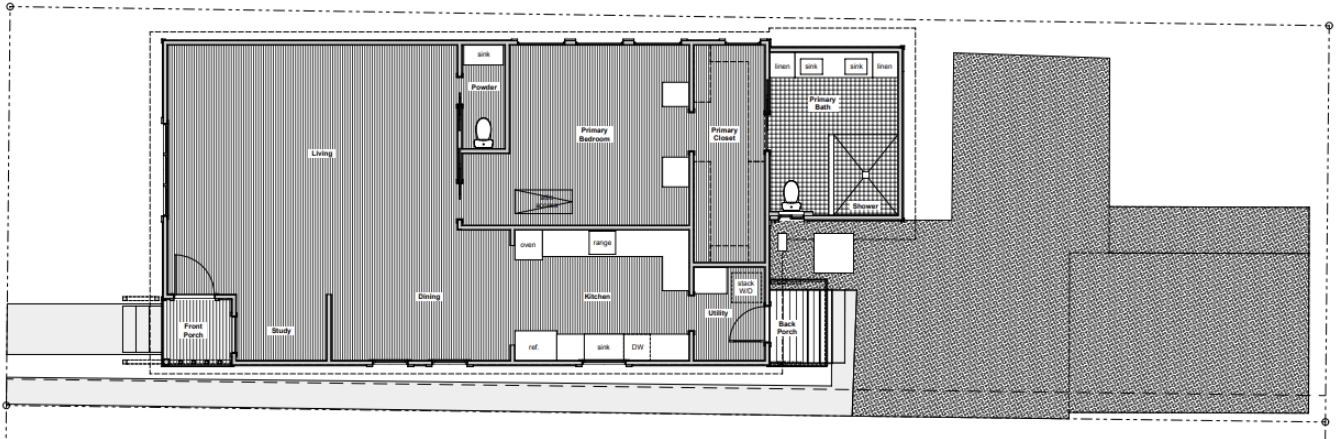 sink
linen
sink
sink
linen
Powder
Primary
Bath
Primary
Bedroom
Primary
Closet
Living
Shower
oven
range
stack
W/D
Front
Porch
Study
Dining
Kitchen
Utility
Back
Porch
ref.
sink
DW